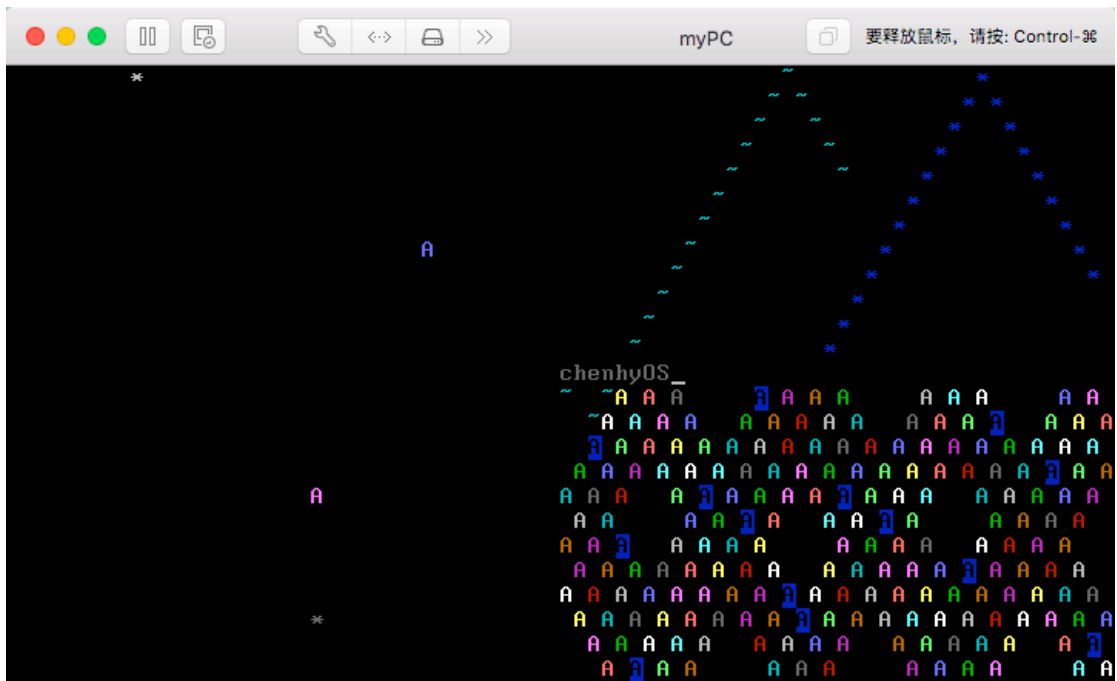 myPC
要释放鼠标，请按: Control-⌘
*
~
*
~ ~
* *
~ ~
* *
~ ~
* *
~ ~
* *
~
* *
~
* *
A
~
* *
~
* *
~
*
~
*
~
*
chenhyOS_
~ ~A A A A A A A A A A A A
~A A A A A A A A A A A A A A A A
A A A A A A A A A A A A A A A A A A A
A A A A A A A A A A A A A A A A A A A A
A
A A A A A A A A A A A A A A A A A
A A A A A A A A A A A A A A
A A A A A A A A A A A A A A A
A A A A A A A A A A A A A A A A A A
A A A A A A A A A A A A A A A A A A A A
*
A A A A A A A A A A A A A A A A A A A A
A A A A A A A A A A A A A A A A
A A A A A A A A A A A A A